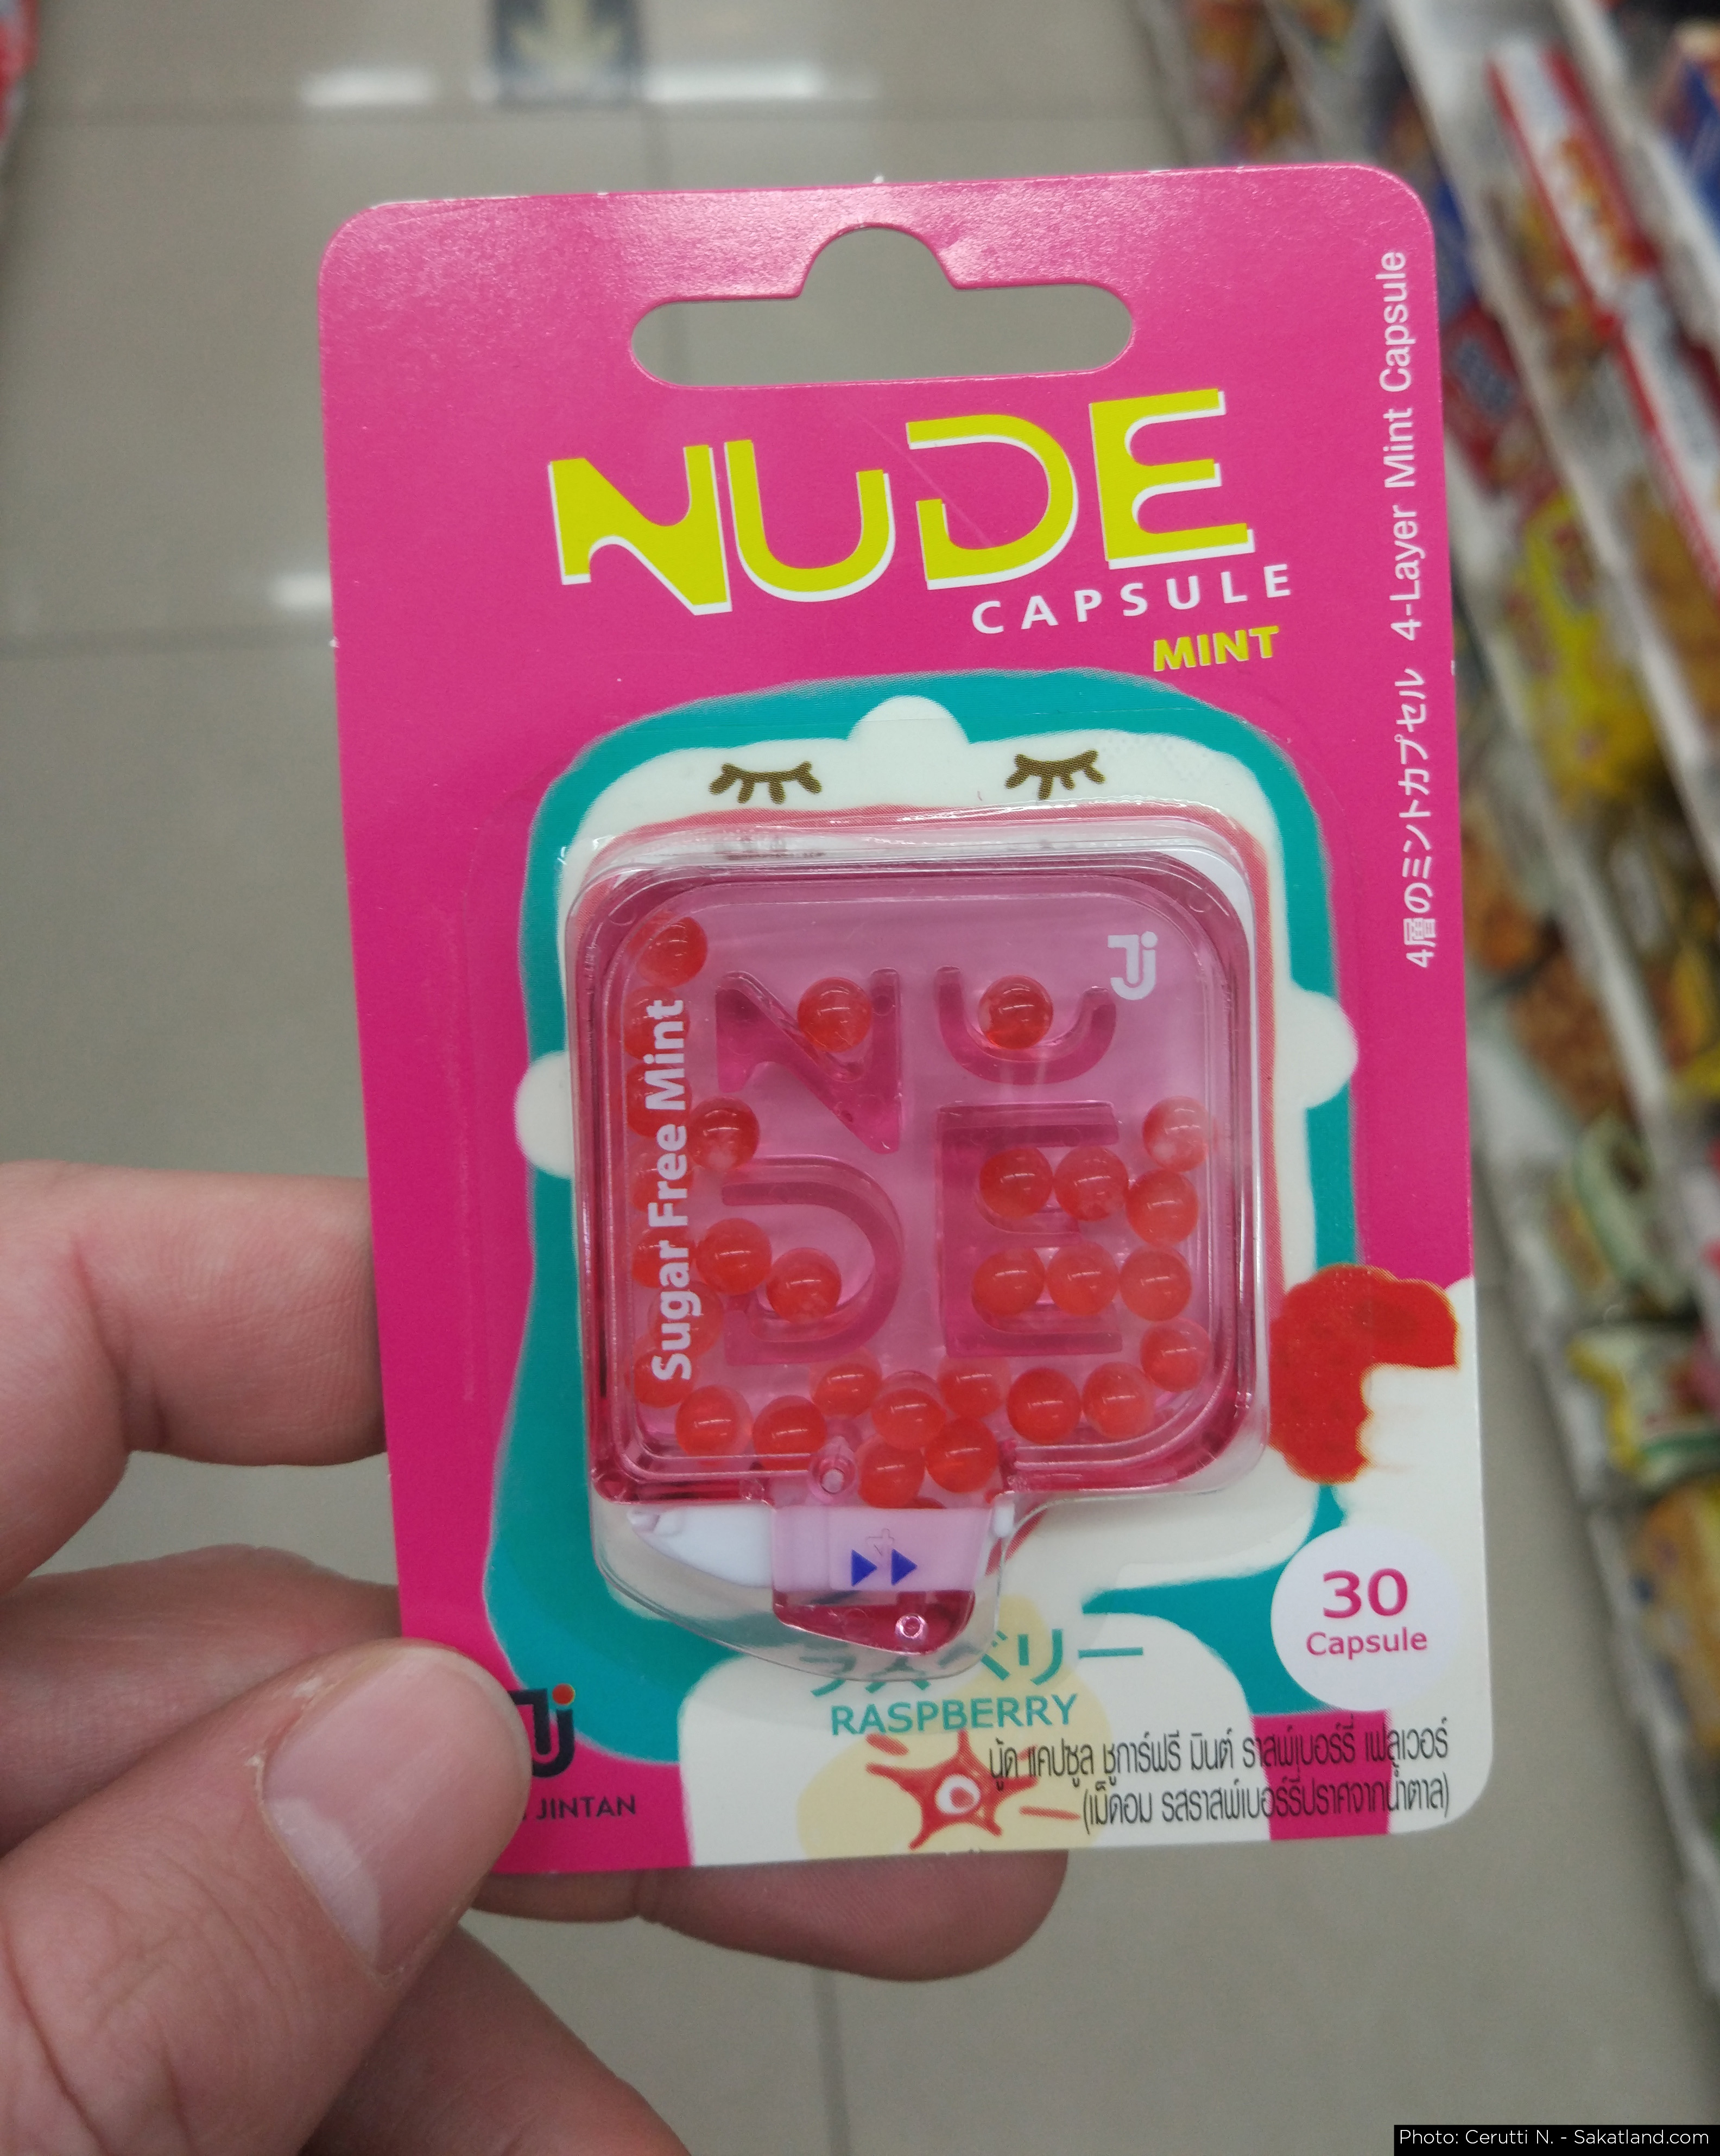 NUDE
CAPSULE
MINT
4層のミントカプセル 4-Layer Mint Capsule
Sugar Free Mint
NUDE
30
Capsule
RASPBERRY
นู้ด แคปซูล ชูการ์ฟรี มินต์ ราสพ์เบอร์รี่ เฟลเวอร์
(เม็ดอม รสราสพ์เบอร์รี่ปราศจากน้ำตาล)
JINTAN
Photo: Cerutti N. - Sakatland.com